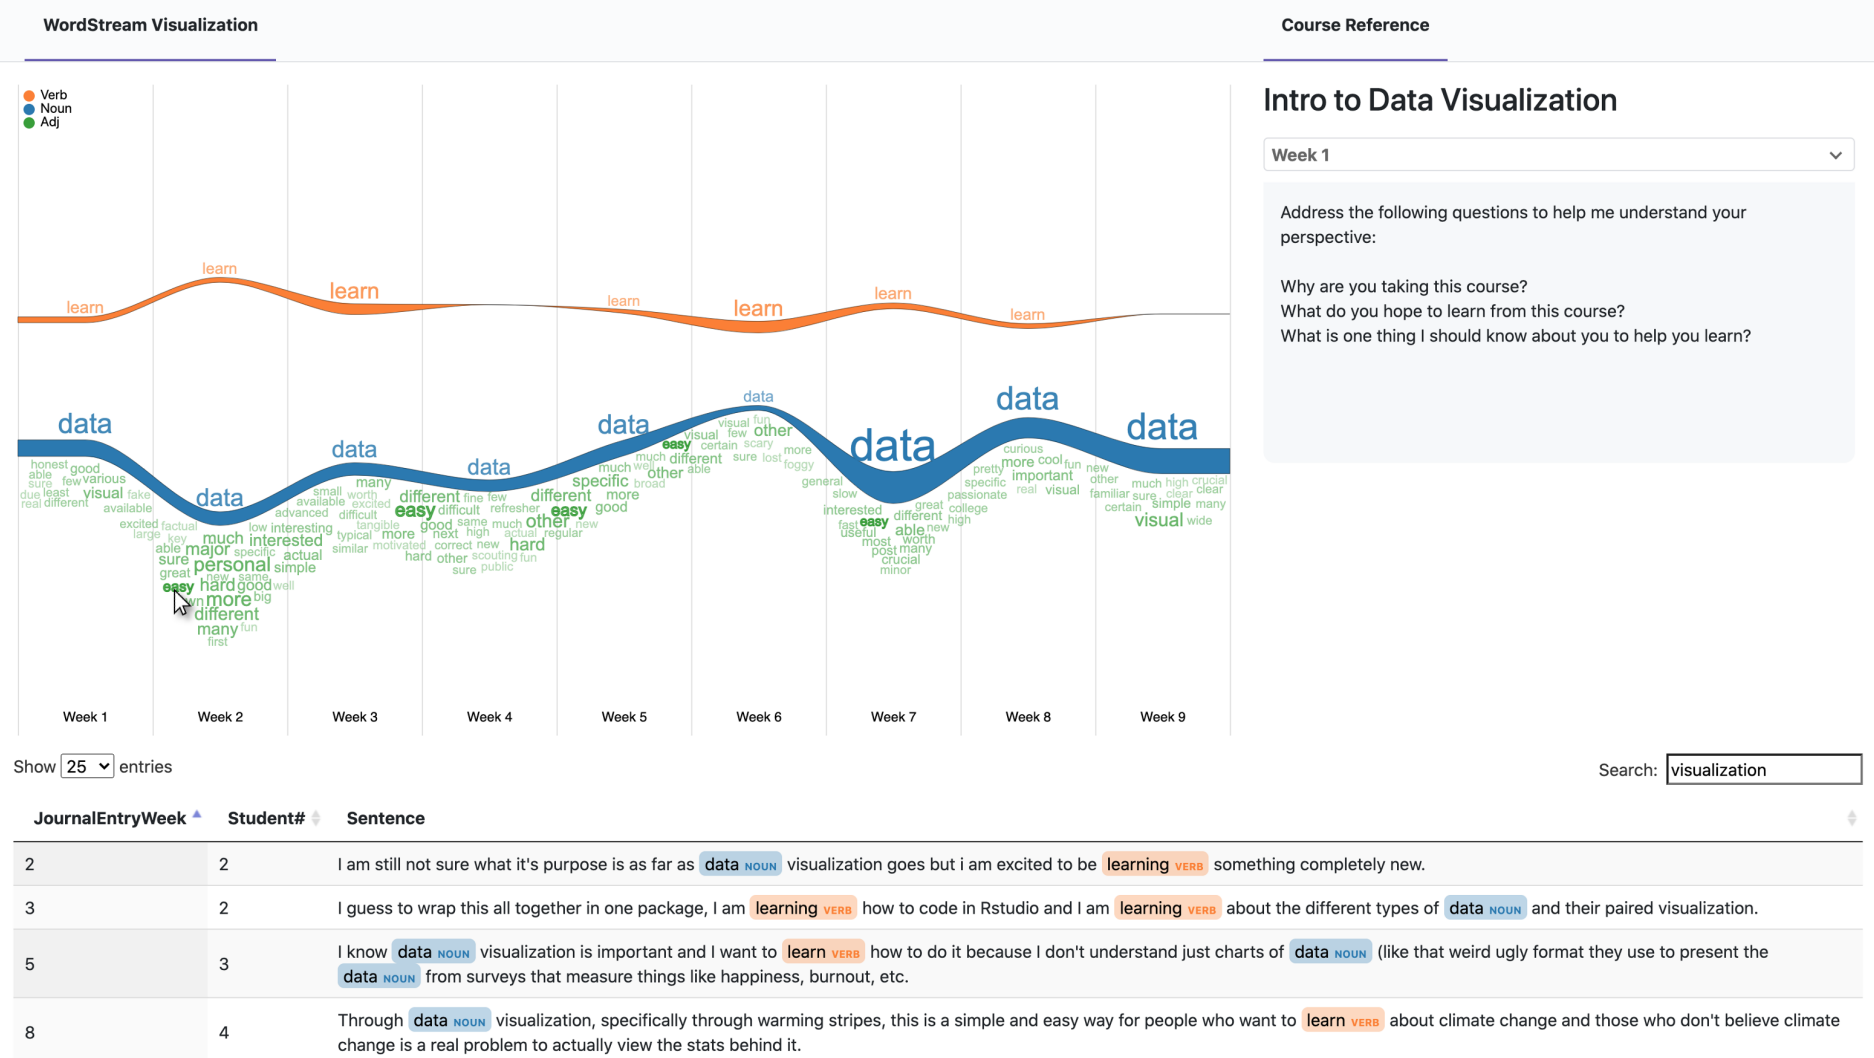 WordStream Visualization
Course Reference
Verb
Noun
Adj
learn
learn
learn
learn
learn
learn
learn
data
data
data
data
data
data
data
data
data
honest good
able
sure few various
due least visual fake
real different available
excited factual
large key
low interesting
much interested
able major specific actual
sure personal simple
great new same
easy hard good well
more big
different
many fun
first
many
small worth
available excited
advanced difficult
tangible
typical more
similar motivated
different fine few
easy difficult refresher
good same much
next high actual
correct new hard
hard other scouting fun
sure public
different
easy
other new
regular
much well
specific broad
more
good
easy visual
much different
other able
visual fun
few other
certain scary
sure lost more
foggy
general
slow
interested
fast easy different
great
useful able new
most worth
post many
crucial
minor
high
curious
more cool fun
pretty important
specific
real visual
passionate
college
new
other
familiar
much high crucial
sure clear clear
certain simple many
visual wide
Week 1
Week 2
Week 3
Week 4
Week 5
Week 6
Week 7
Week 8
Week 9
Intro to Data Visualization
Week 1
Address the following questions to help me understand your
perspective:
Why are you taking this course?
What do you hope to learn from this course?
What is one thing I should know about you to help you learn?
Show 25 entries
Search: visualization
JournalEntryWeek Student# Sentence
2 2 I am still not sure what it's purpose is as far as data NOUN visualization goes but i am excited to be learning VERB something completely new.
3 2 I guess to wrap this all together in one package, I am learning VERB how to code in Rstudio and I am learning VERB about the different types of data NOUN and their paired visualization.
5 3 I know data NOUN visualization is important and I want to learn VERB how to do it because I don't understand just charts of data NOUN (like that weird ugly format they use to present the
data NOUN from surveys that measure things like happiness, burnout, etc.
8 4 Through data NOUN visualization, specifically through warming stripes, this is a simple and easy way for people who want to learn VERB about climate change and those who don't believe climate
change is a real problem to actually view the stats behind it.